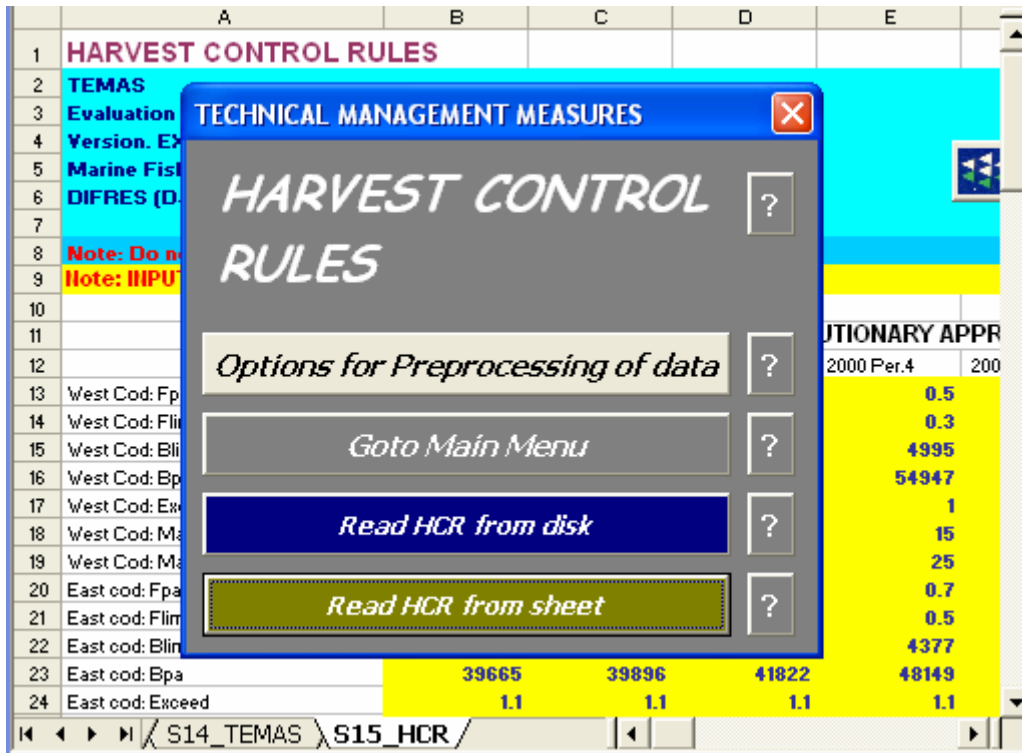 A B C D E
1 HARVEST CONTROL RULES
2 TEMAS
3 Evaluation
4 Version. EX
5 Marine Fisl
6 DIFRES (D.
7
8 Note: Do n
9 Note: INPU
10
11 UTIONARY APPR
12 2000 Per.4 200
13 West Cod: Fp 0.5
14 West Cod: Fli 0.3
15 West Cod: Bli 4995
16 West Cod: Bp 54947
17 West Cod: Ex 1
18 West Cod: Ma 15
19 West Cod: Ma 25
20 East cod: Fpa 0.7
21 East cod: Flim 0.5
22 East cod: Blim 4377
23 East cod: Bpa 39665 39896 41822 48149
24 East cod: Exceed 1.1 1.1 1.1 1.1
TECHNICAL MANAGEMENT MEASURES
HARVEST CONTROL ?
RULES
Options for Preprocessing of data ?
Goto Main Menu ?
Read HCR from disk ?
Read HCR from sheet ?
S14_TEMAS S15_HCR